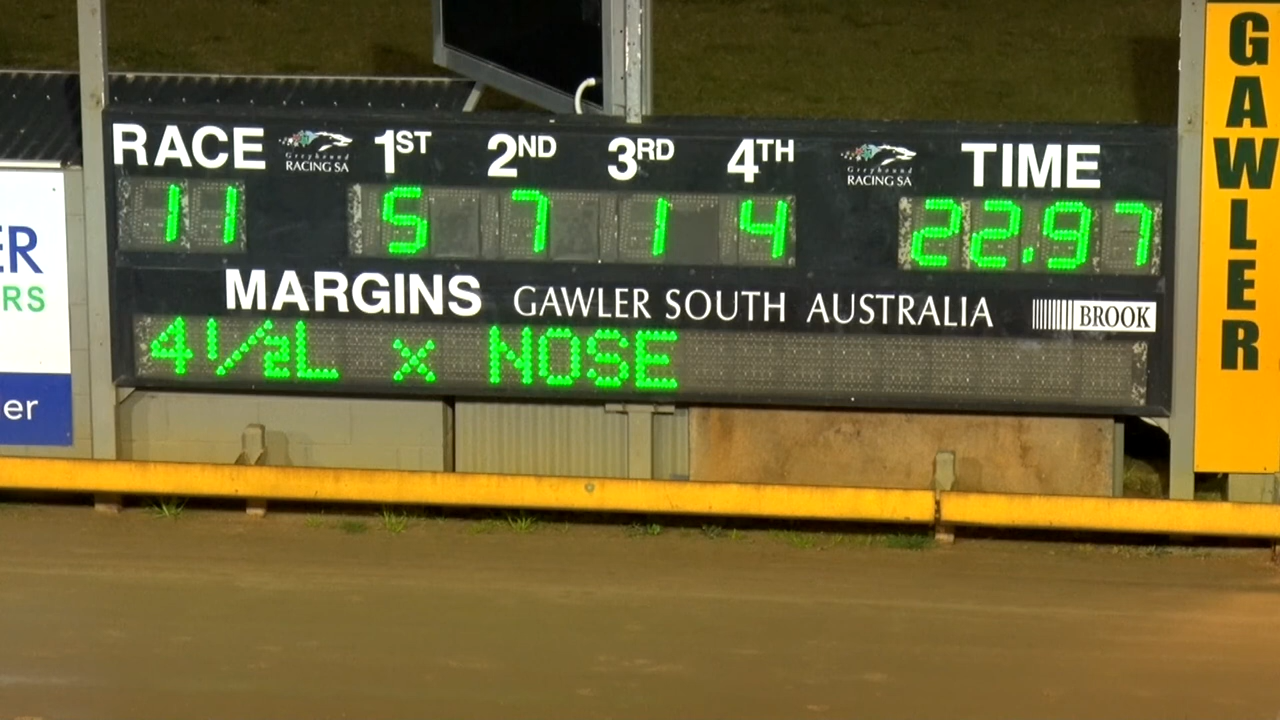 RACE 1ST 2ND 3RD 4TH TIME
Greyhound RACING SA
Greyhound RACING SA
11 5 7 1 4 22.97
MARGINS GAWLER SOUTH AUSTRALIA BROOK
4½L x NOSE
GAWLER
ER
RS
er